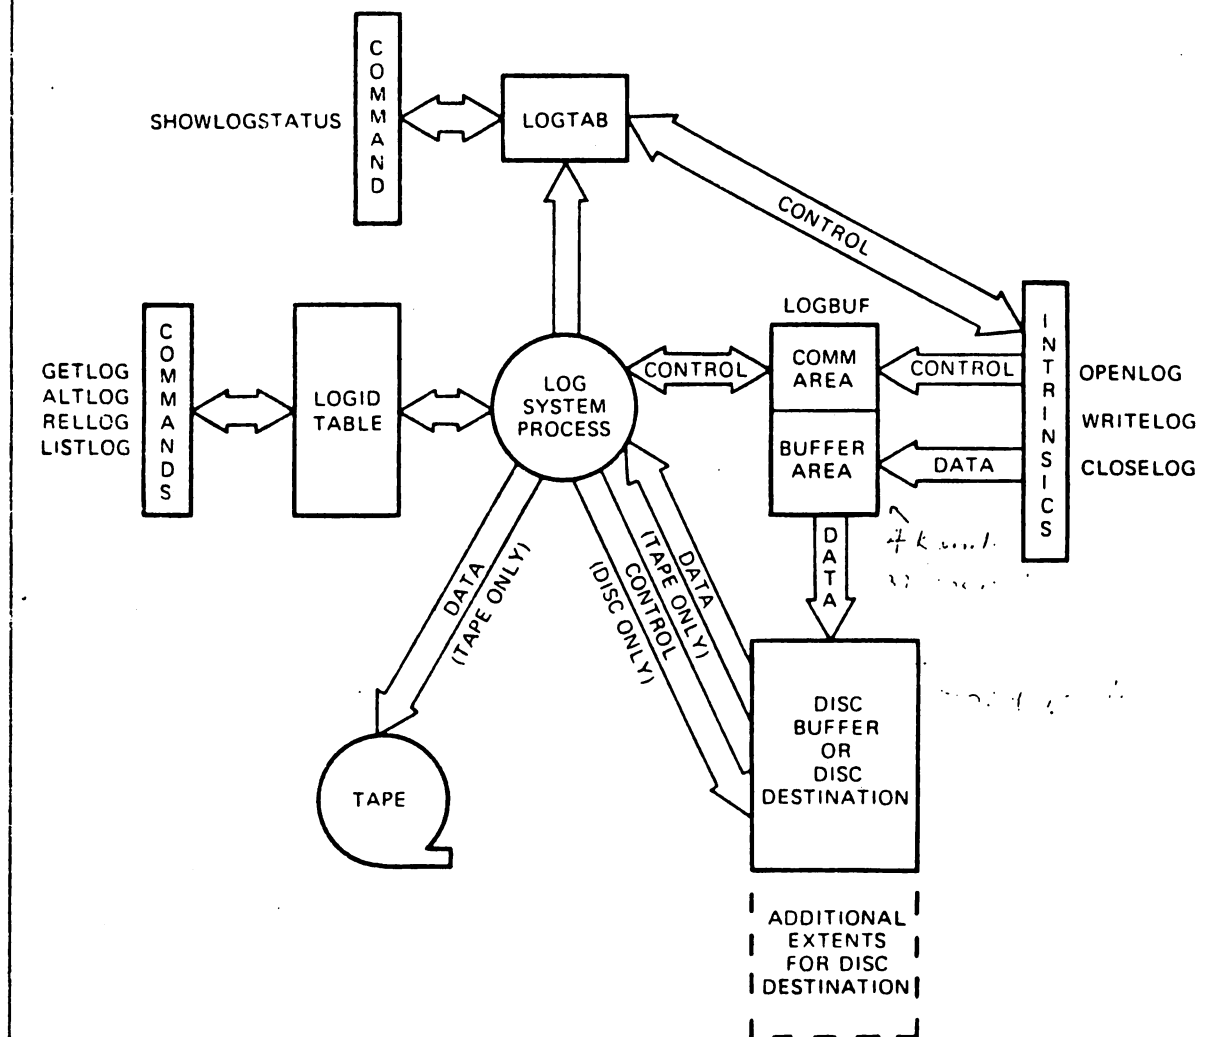 COMMAND
SHOWLOGSTATUS
LOGTAB
CONTROL
LOGBUF
INTRINSICS
COMMANDS
GETLOG
ALTLOG
RELLOG
LISTLOG
LOGID
TABLE
LOG
SYSTEM
PROCESS
CONTROL
COMM
AREA
CONTROL
OPENLOG
WRITELOG
CLOSELOG
BUFFER
AREA
DATA
DATA
4K
DATA
(TAPE ONLY)
CONTROL
(DISC ONLY)
DATA
(TAPE ONLY)
TAPE
DISC
BUFFER
OR
DISC
DESTINATION
ADDITIONAL
EXTENTS
FOR DISC
DESTINATION